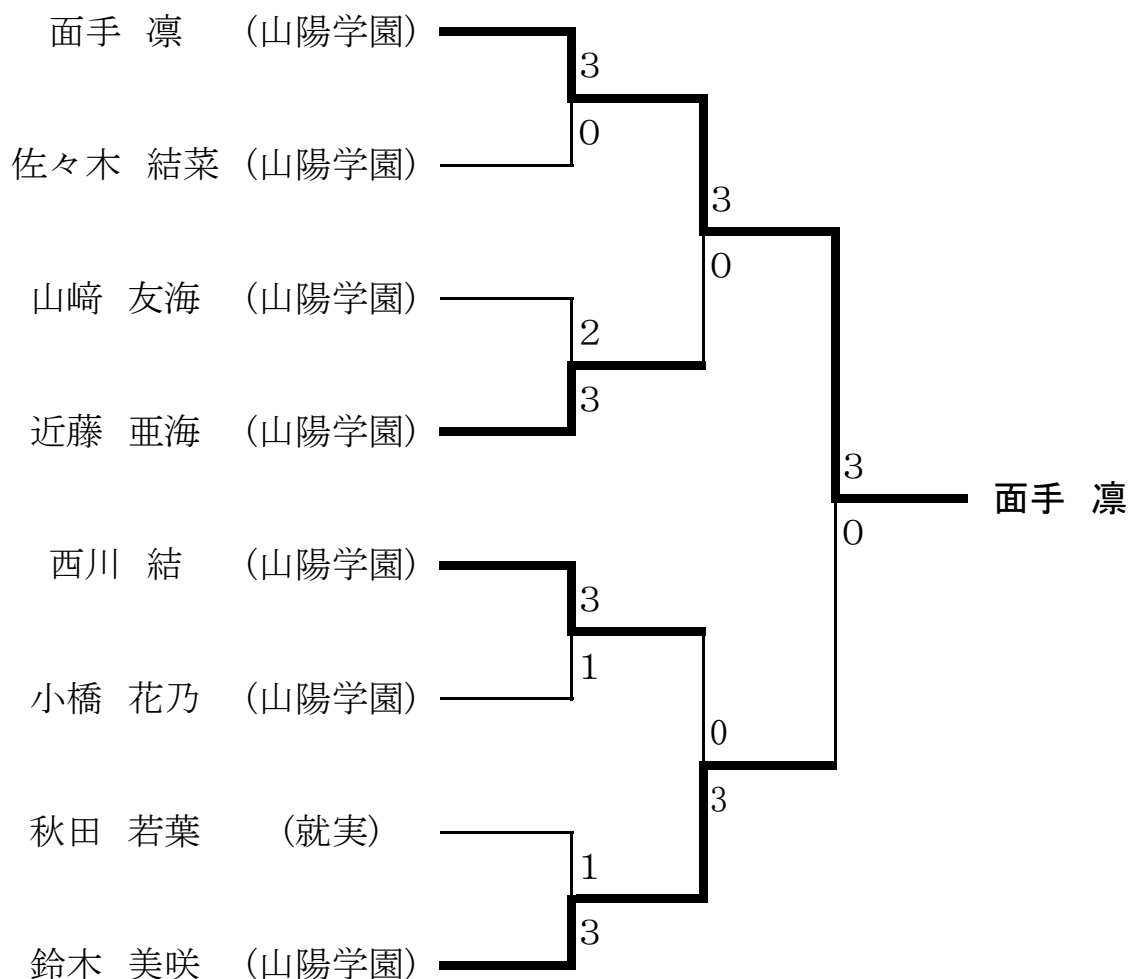 面手 凛 (山陽学園)
3
0
佐々木 結菜 (山陽学園)
3
0
山﨑 友海 (山陽学園)
2
3
近藤 亜海 (山陽学園)
3
0
面手 凛
西川 結 (山陽学園)
3
1
小橋 花乃 (山陽学園)
0
3
秋田 若葉 (就実)
1
3
鈴木 美咲 (山陽学園)